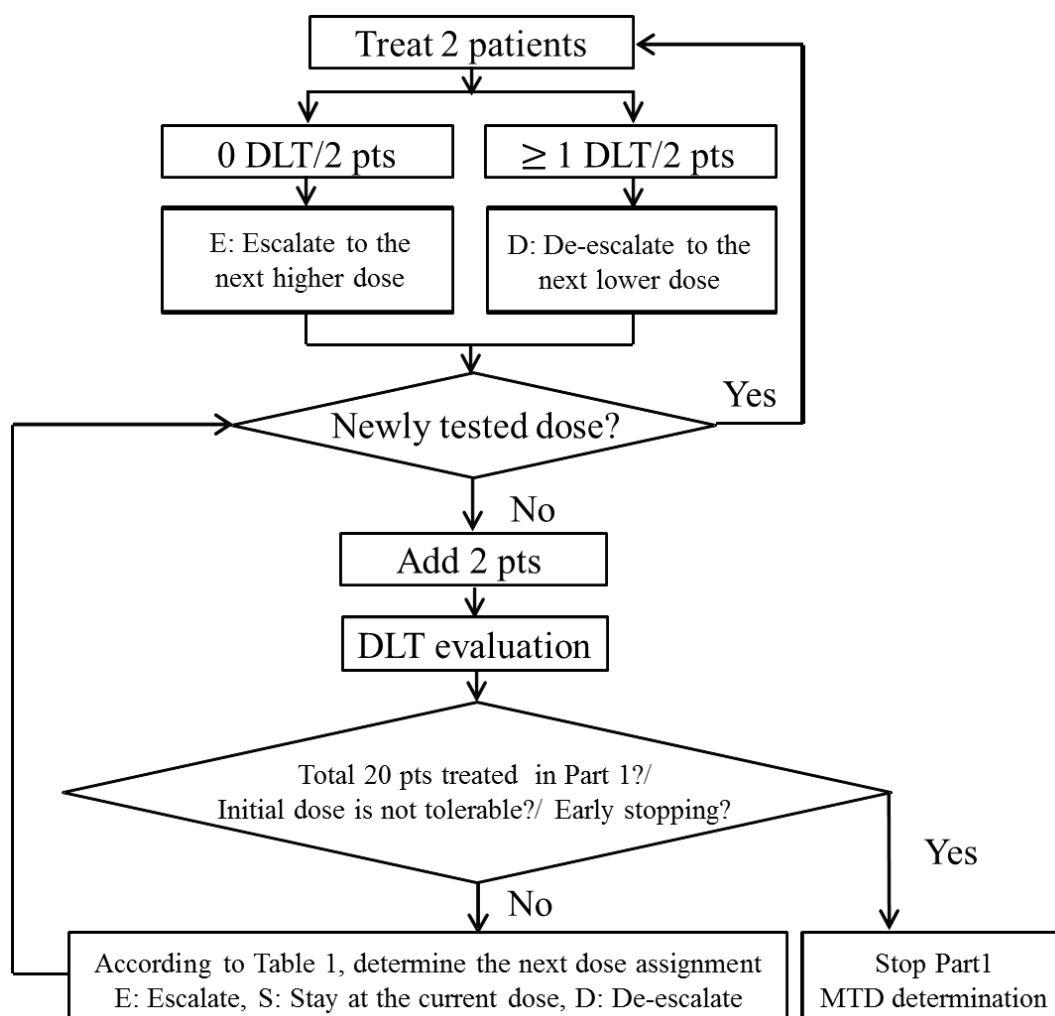 Treat 2 patients
0 DLT/2 pts
≥ 1 DLT/2 pts
E: Escalate to the
next higher dose
D: De-escalate to the
next lower dose
Newly tested dose?
Yes
No
Add 2 pts
DLT evaluation
Total 20 pts treated in Part 1?/
Initial dose is not tolerable?/ Early stopping?
Yes
No
According to Table 1, determine the next dose assignment
E: Escalate, S: Stay at the current dose, D: De-escalate
Stop Part1
MTD determination